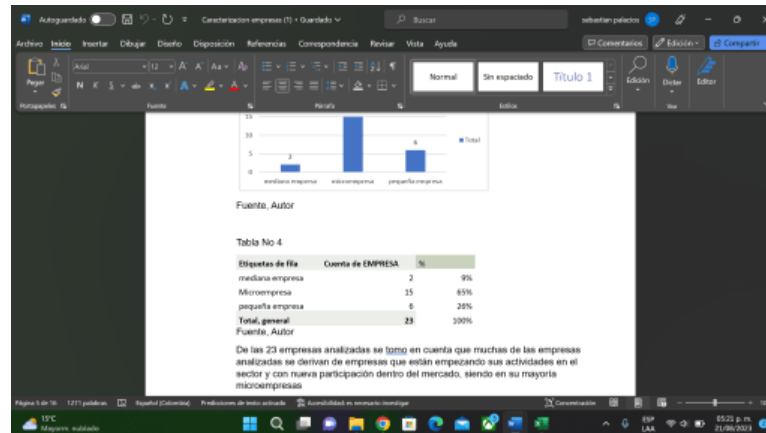 Autoguardado
Caracterizacion empresas (1) • Guardado
Buscar
sebastian palacios
Archivo Inicio Insertar Dibujar Diseño Disposición Referencias Correspondencia Revisar Vista Ayuda
Comentarios Edición Compartir
Pegar
Arial 12
N K S
Normal
Sin espaciado
Título 1
Edición
Dictar
Editor
Portapapeles Fuente Párrafo Estilos Voz
15
10
5
0
2
6
Total
mediana empresa microempresa pequeña empresa
Fuente, Autor
Tabla No 4
Etiquetas de fila Cuenta de EMPRESA %
mediana empresa 2 9%
Microempresa 15 65%
pequeña empresa 6 26%
Total, general 23 100%
Fuente, Autor
De las 23 empresas analizadas se tomo en cuenta que muchas de las empresas
analizadas se derivan de empresas que están empezando sus actividades en el
sector y con nueva participación dentro del mercado, siendo en su mayoría
microempresas
Página 5 de 16 1271 palabras Español (Colombia) Predicciones de texto: activado Accesibilidad: es necesario investigar Concentración
15°C
Mayorm. nublado
ESP
LAA
05:21 p. m.
21/08/2023